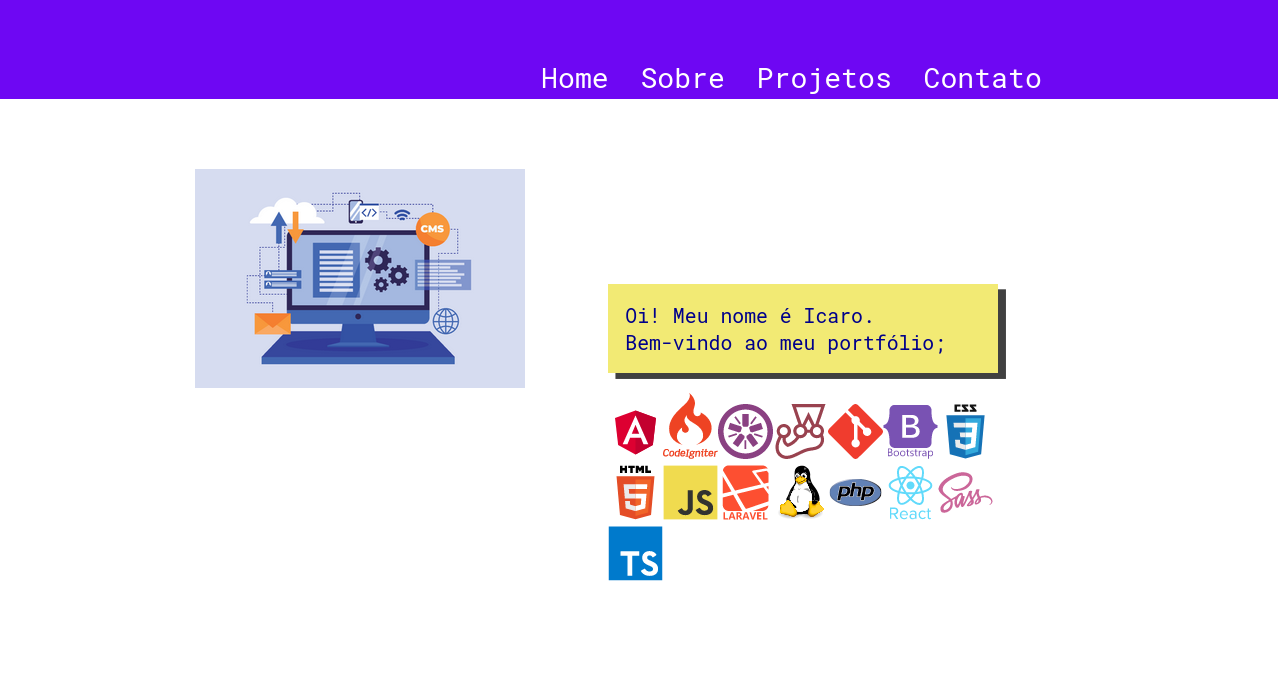 Home Sobre Projetos Contato
CMS
</>
Oi! Meu nome é Icaro.
Bem-vindo ao meu portfólio;
A CodeIgniter B Bootstrap CSS 3
HTML 5 JS LARAVEL php React Sass
TS